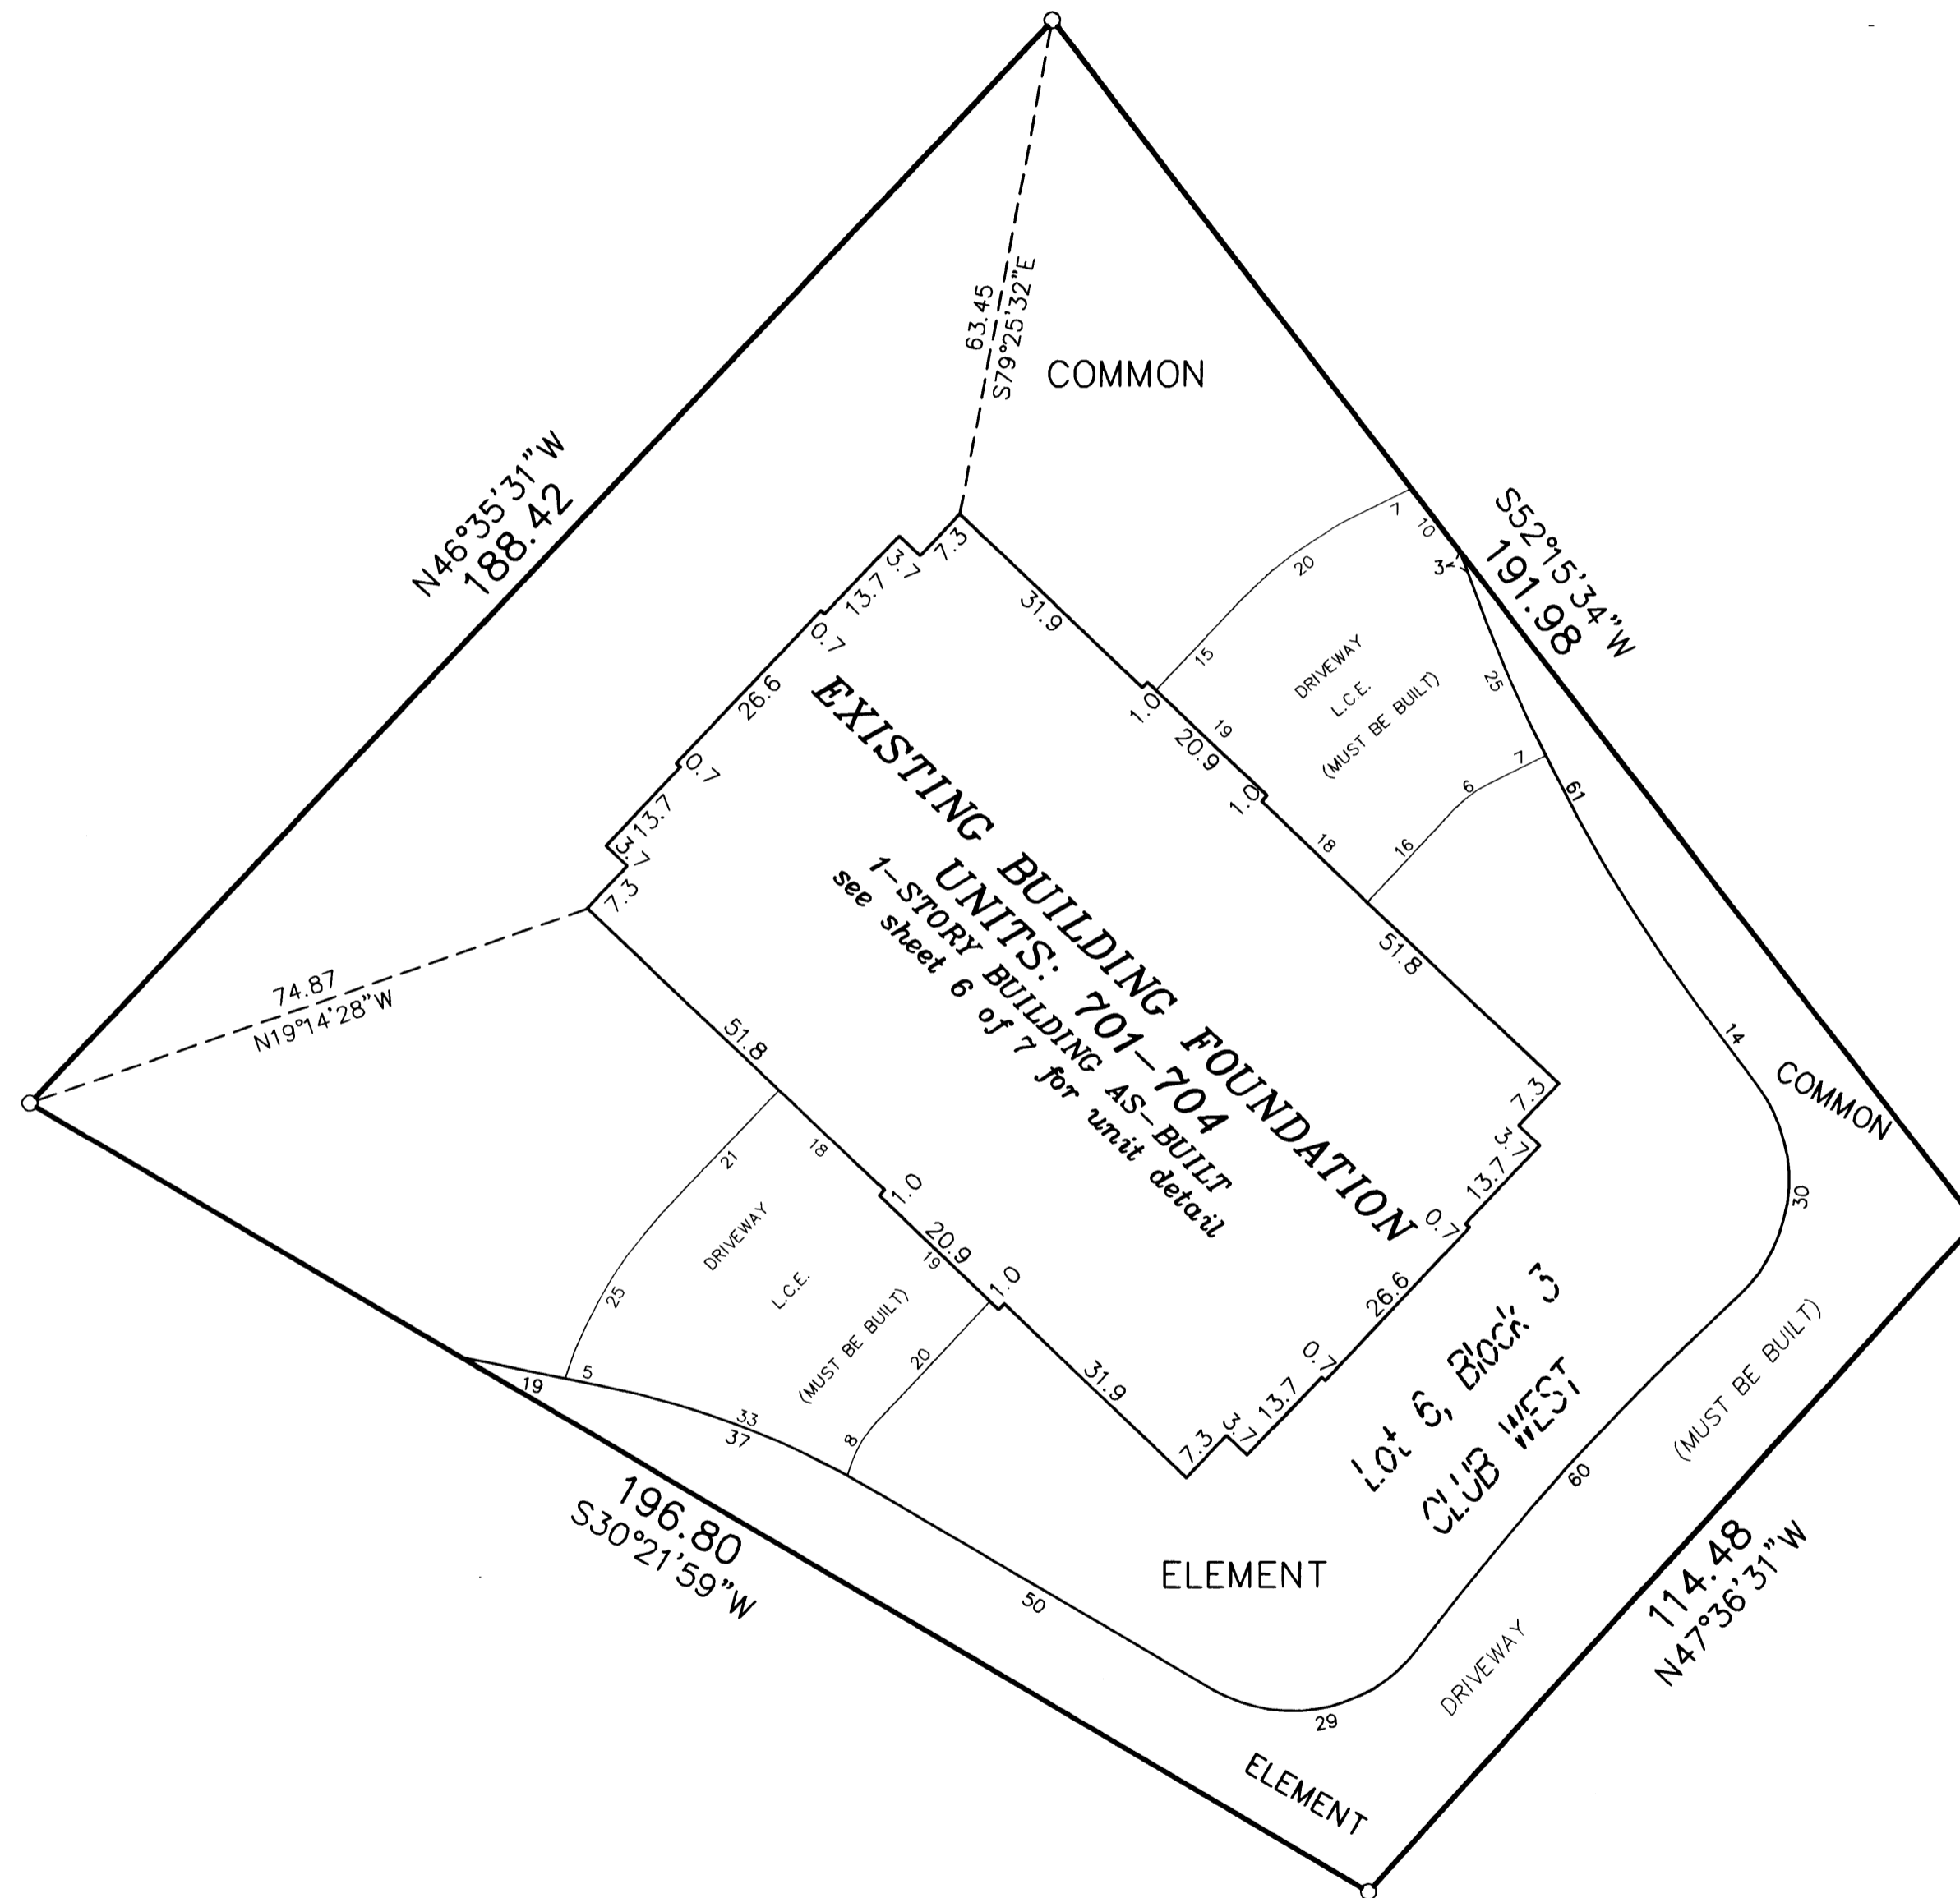 N46°35'31"W
188.42
63.45
S79°25'32"E
COMMON
S52°15'34"W
191.98
7
10
34
20
15
25
DRIVEWAY
L.C.E.
(MUST BE BUILT)
7
6
16
61
14
COMMON
30
7.3
3.7
13.7
0.7
26.6
0.7
13.7
3.7
7.3
31.9
1.0
19
20.9
1.0
18
51.8
74.87
N19°14'28"W
EXISTING BUILDING FOUNDATION
UNITS: 701-704
1-STORY BUILDING AS-BUILT
see sheet 6 of 7 for unit detail
7.3
3.7
13.7
0.7
26.6
0.7
13.7
3.7
7.3
51.8
18
1.0
20.9
19
1.0
31.9
21
25
DRIVEWAY
L.C.E.
(MUST BE BUILT)
20
8
5
19
33
37
196.80
S30°21'59"W
50
ELEMENT
Lot 6, Block 3
CLUB WEST
(MUST BE BUILT)
60
DRIVEWAY
29
114.48
N47°36'31"W
ELEMENT